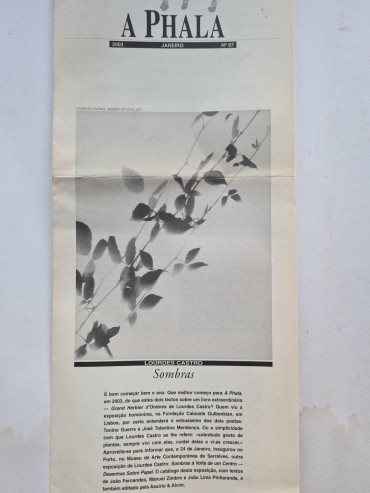 A PHALA
2003 JANEIRO Nº 97
LOURDES CASTRO
Sombras
É bom começar bem o ano. Que melhor começo para A Phala,
em 2003, do que estes dois textos sobre um livro extraordinário
— Grand Herbier d'Ombres de Lourdes Castro? Quem viu a
exposição homónima, na Fundação Calouste Gulbenkian, em
Lisboa, por certo entenderá o entusiasmo dos dois poetas:
Tonino Guerra e José Tolentino Mendonça. Ou a simplicidade
com que Lourdes Castro se lhe refere: «sobretudo gosto de
plantas, sempre vivi com elas, cuidei delas e vi-as crescer»
Aproveita-se para informar que, a 24 de Janeiro, inaugurou no
Porto, no Museu de Arte Contemporânea de Serralves, outra
exposição de Lourdes Castro: Sombras à Volta de um Centro —
Desenhos Sobre Papel. O catálogo desta exposição, com textos
de João Fernandes, Manuel Zimbro e João Lima Pinharanda, é
também editado pela Assírio & Alvim.